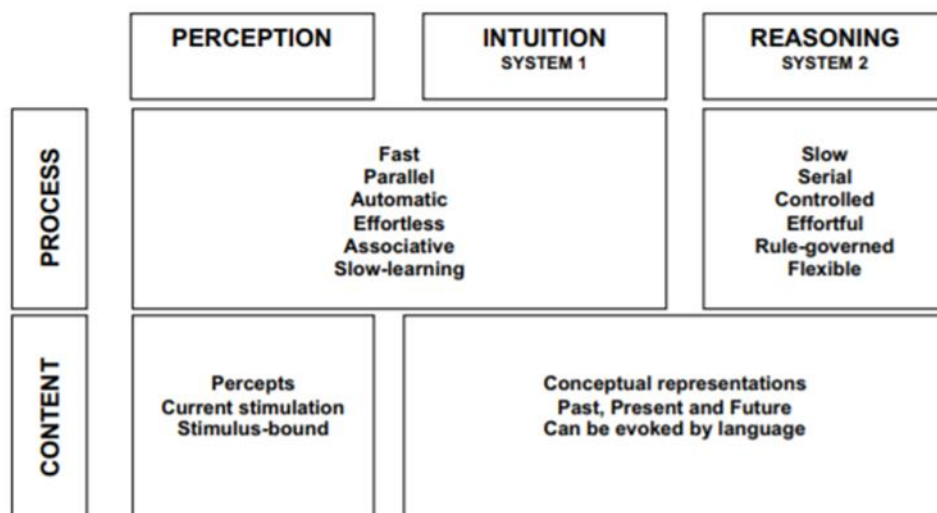 PERCEPTION
INTUITION
SYSTEM 1
REASONING
SYSTEM 2
PROCESS
Fast
Parallel
Automatic
Effortless
Associative
Slow-learning
Slow
Serial
Controlled
Effortful
Rule-governed
Flexible
CONTENT
Percepts
Current stimulation
Stimulus-bound
Conceptual representations
Past, Present and Future
Can be evoked by language